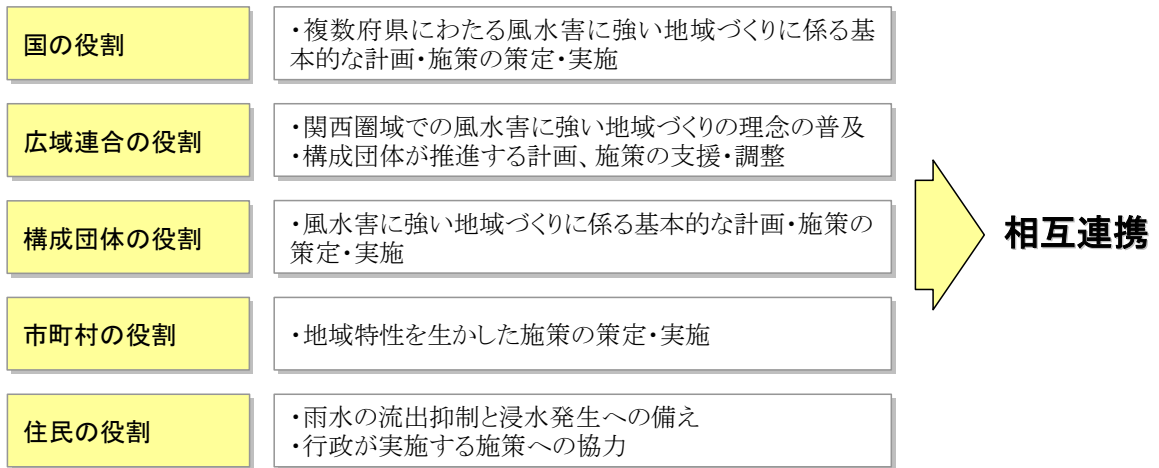 国の役割
・複数府県にわたる風水害に強い地域づくりに係る基
本的な計画・施策の策定・実施
広域連合の役割
・関西圏域での風水害に強い地域づくりの理念の普及
・構成団体が推進する計画、施策の支援・調整
構成団体の役割
・風水害に強い地域づくりに係る基本的な計画・施策の
策定・実施
市町村の役割
・地域特性を生かした施策の策定・実施
住民の役割
・雨水の流出抑制と浸水発生への備え
・行政が実施する施策への協力
相互連携